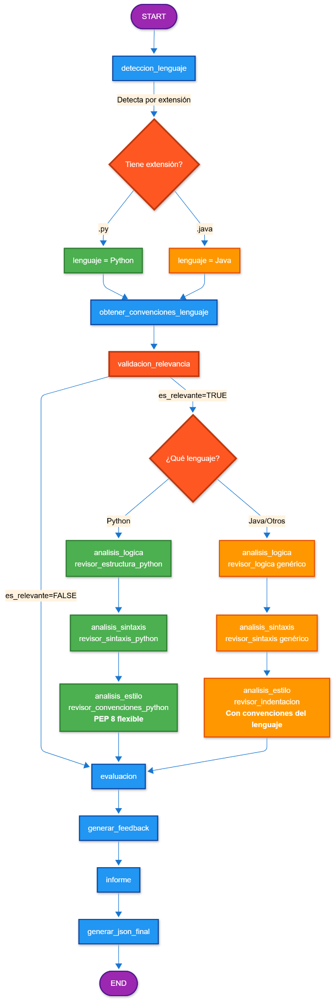 START
deteccion_lenguaje
Detecta por extensión
Tiene extensión?
.py
.java
lenguaje = Python
lenguaje = Java
obtener_convenciones_lenguaje
validacion_relevancia
es_relevante=TRUE
¿Qué lenguaje?
Python
Java/Otros
analisis_logica
revisor_estructura_python
analisis_logica
revisor_logica genérico
es_relevante=FALSE
analisis_sintaxis
revisor_sintaxis_python
analisis_sintaxis
revisor_sintaxis genérico
analisis_estilo
revisor_convenciones_python
PEP 8 flexible
analisis_estilo
revisor_indentacion
Con convenciones del
lenguaje
evaluacion
generar_feedback
informe
generar_json_final
END